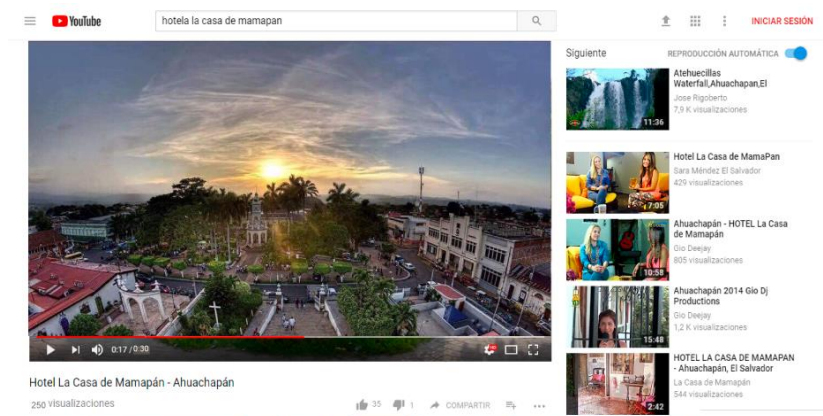 YouTube
hotela la casa de mamapan
INICIAR SESIÓN
0:17 / 0:30
Hotel La Casa de Mamapán - Ahuachapán
250 visualizaciones
35
1
COMPARTIR
Siguiente
REPRODUCCIÓN AUTOMÁTICA
11:36
Atehuecillas
Waterfall,Ahuachapan,El
Jose Rigoberto
7,9 K visualizaciones
7:05
Hotel La Casa de MamaPan
Sara Méndez El Salvador
429 visualizaciones
10:58
Ahuachapán - HOTEL La Casa
de Mamapán
Gio Deejay
805 visualizaciones
15:48
Ahuachapán 2014 Gio Dj
Productions
Gio Deejay
1,2 K visualizaciones
2:42
HOTEL LA CASA DE MAMAPAN
- Ahuachapán, El Salvador
La Casa de Mamapán
544 visualizaciones